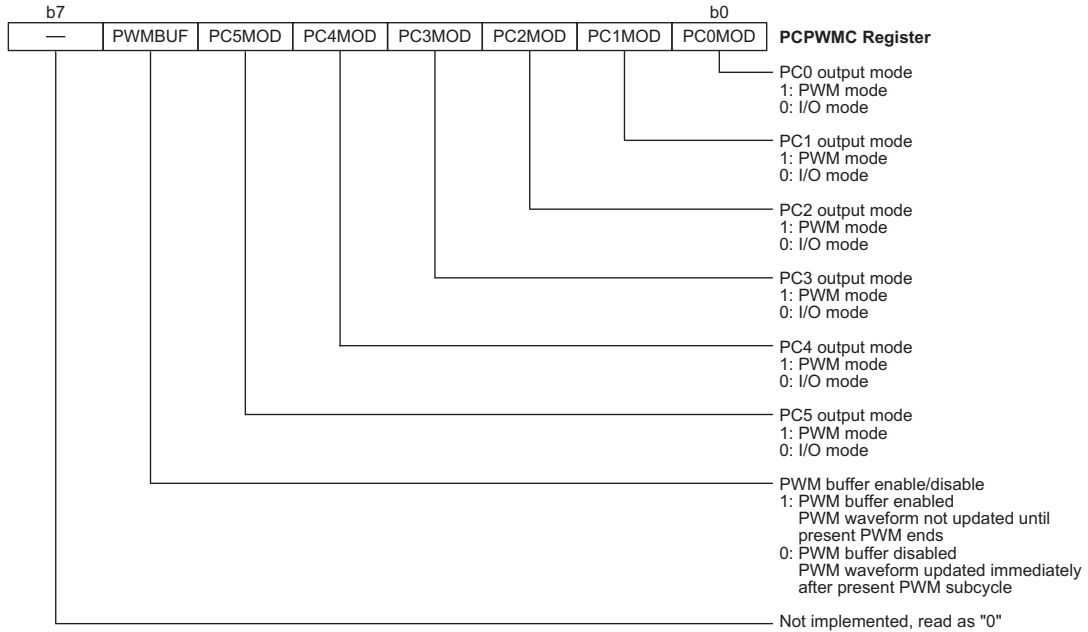 b7 b0
— PWMBUF PC5MOD PC4MOD PC3MOD PC2MOD PC1MOD PC0MOD PCPWMC Register
PC0 output mode
1: PWM mode
0: I/O mode
PC1 output mode
1: PWM mode
0: I/O mode
PC2 output mode
1: PWM mode
0: I/O mode
PC3 output mode
1: PWM mode
0: I/O mode
PC4 output mode
1: PWM mode
0: I/O mode
PC5 output mode
1: PWM mode
0: I/O mode
PWM buffer enable/disable
1: PWM buffer enabled
PWM waveform not updated until
present PWM ends
0: PWM buffer disabled
PWM waveform updated immediately
after present PWM subcycle
Not implemented, read as "0"